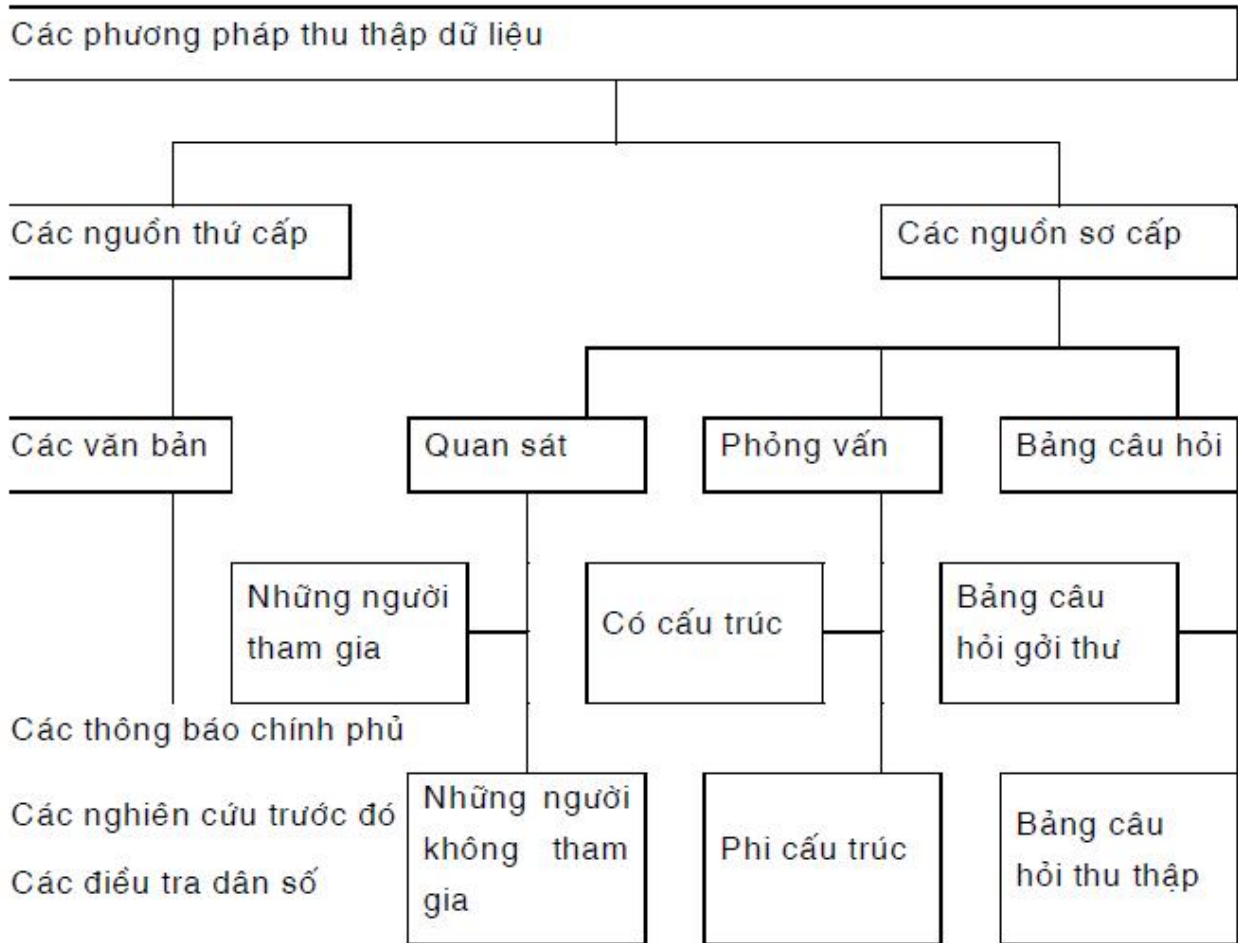 Các phương pháp thu thập dữ liệu
Các nguồn thứ cấp
Các nguồn sơ cấp
Các văn bản
Quan sát
Phỏng vấn
Bảng câu hỏi
Những người
tham gia
Có cấu trúc
Bảng câu
hỏi gởi thư
Các thông báo chính phủ
Các nghiên cứu trước đó
Các điều tra dân số
Những người
không tham
gia
Phi cấu trúc
Bảng câu
hỏi thu thập